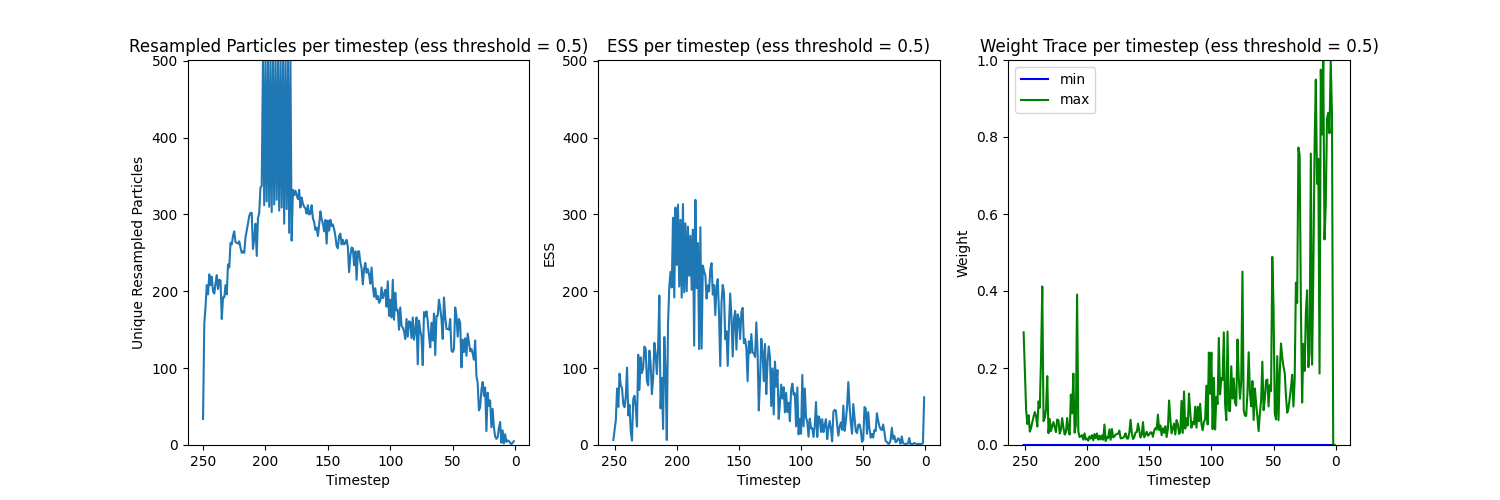 Resampled Particles per timestep (ess threshold = 0.5)
500
400
300
200
100
0
250 200 150 100 50 0
Unique Resampled Particles
Timestep
ESS per timestep (ess threshold = 0.5)
500
400
300
200
100
0
250 200 150 100 50 0
ESS
Timestep
Weight Trace per timestep (ess threshold = 0.5)
min
max
1.0
0.8
0.6
0.4
0.2
0.0
250 200 150 100 50 0
Weight
Timestep